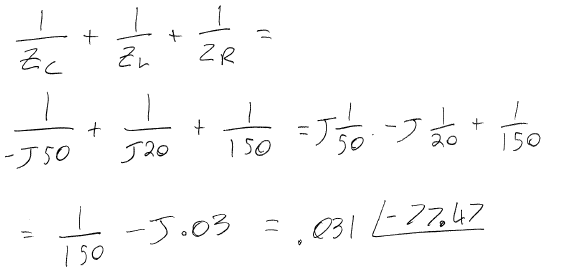 1/Z_C + 1/Z_L + 1/Z_R =
1/-J50 + 1/J20 + 1/150 = J 1/50 . - J 1/20 + 1/150
= 1/150 - J.03 = .031 ∠-77.47